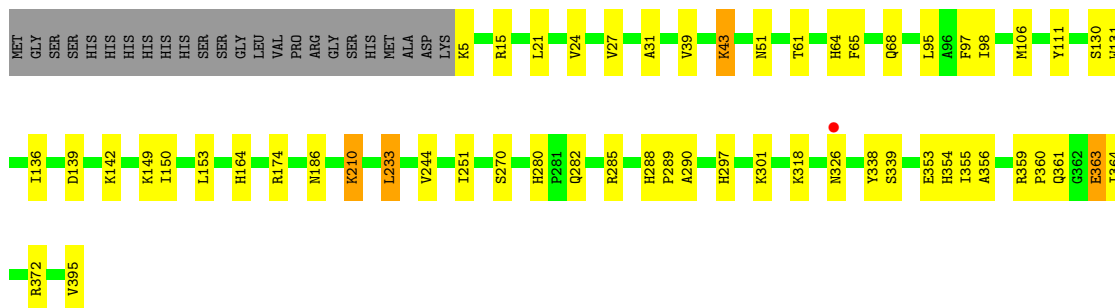 MET GLY SER SER HIS HIS HIS HIS HIS HIS SER SER GLY LEU VAL PRO ARG GLY SER HIS MET ALA ASP LYS K5 R15 L21 V24 V27 A31 V39 K43 N51 T61 H64 F65 Q68 L95 A96 F97 I98 M106 Y111 S130 W131
I136 D139 K142 K149 I150 L153 H164 R174 N186 K210 L233 V244 I251 S270 H280 P281 Q282 R285 H288 P289 A290 H297 K301 K318 N326 Y338 S339 E353 H354 I355 A356 R359 P360 Q361 G362 E363 I364
R372 V395